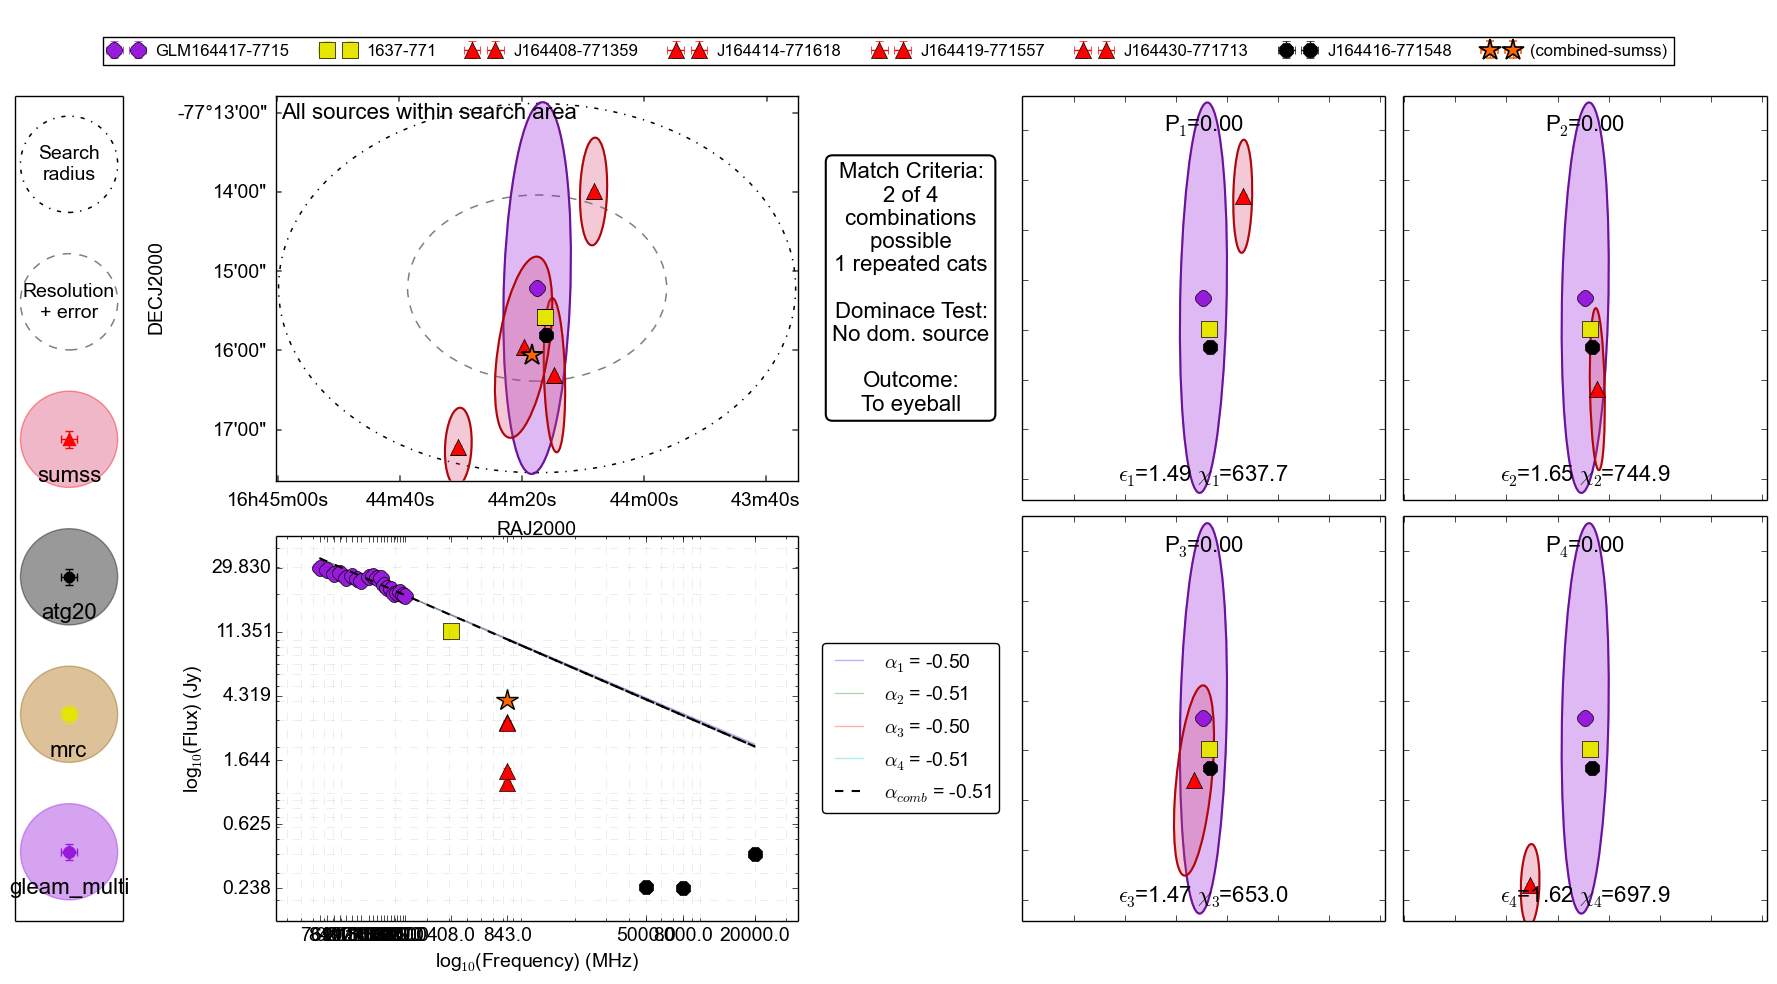 GLM164417-7715 1637-771 J164408-771359 J164414-771618 J164419-771557 J164430-771713 J164416-771548 (combined-sumss)
Search
radius
Resolution
+ error
sumss
atg20
mrc
gleam_multi
All sources within search area
-77°13'00"
14'00"
15'00"
16'00"
17'00"
DECJ2000
16h45m00s 44m40s 44m20s 44m00s 43m40s
RAJ2000
Match Criteria:
2 of 4
combinations
possible
1 repeated cats
Dominace Test:
No dom. source
Outcome:
To eyeball
P1=0.00
ϵ1=1.49 χ1=637.7
P2=0.00
ϵ2=1.65 χ2=744.9
P3=0.00
ϵ3=1.47 χ3=653.0
P4=0.00
ϵ4=1.62 χ4=697.9
29.830
11.351
4.319
1.644
0.625
0.238
log10(Flux) (Jy)
408.0 843.0 5000.0 8000.0 20000.0
log10(Frequency) (MHz)
α1 = -0.50
α2 = -0.51
α3 = -0.50
α4 = -0.51
αcomb = -0.51